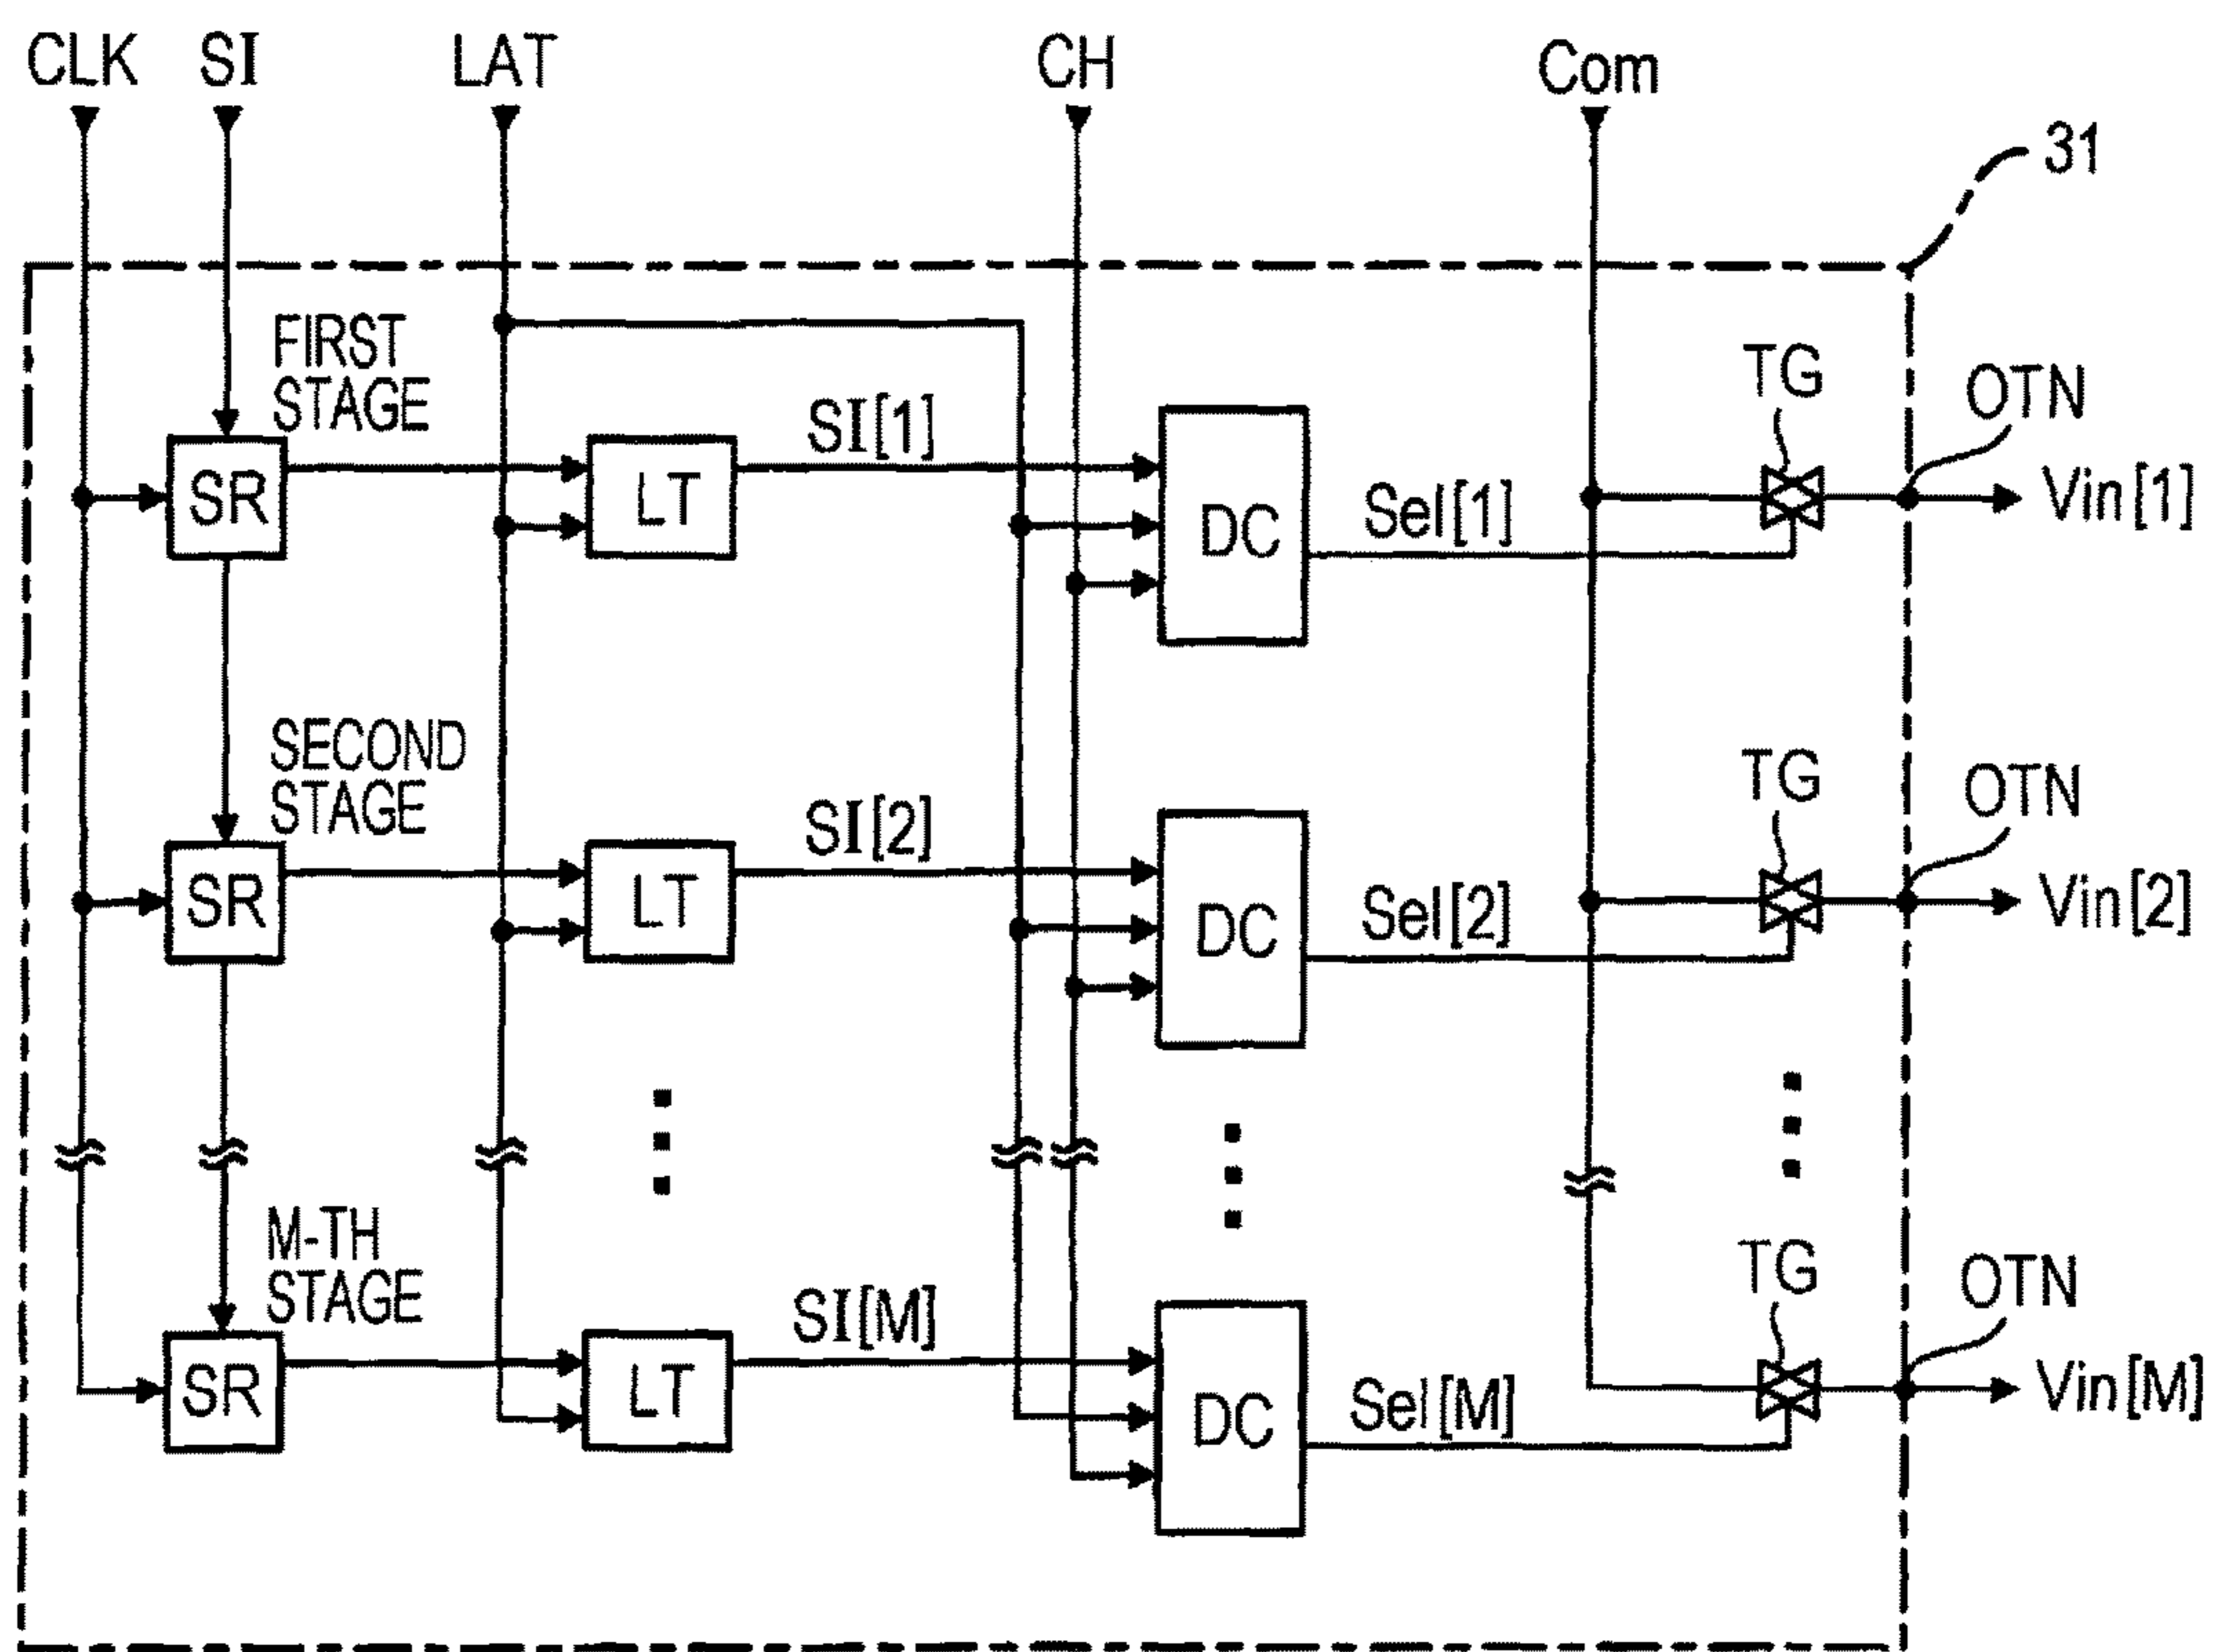 CLK SI LAT CH Com
31
FIRST
STAGE
SR
LT
SI[1]
DC
Sel[1]
TG
OTN
Vin[1]
SECOND
STAGE
SR
LT
SI[2]
DC
Sel[2]
TG
OTN
Vin[2]
M-TH
STAGE
SR
LT
SI[M]
DC
Sel[M]
TG
OTN
Vin[M]